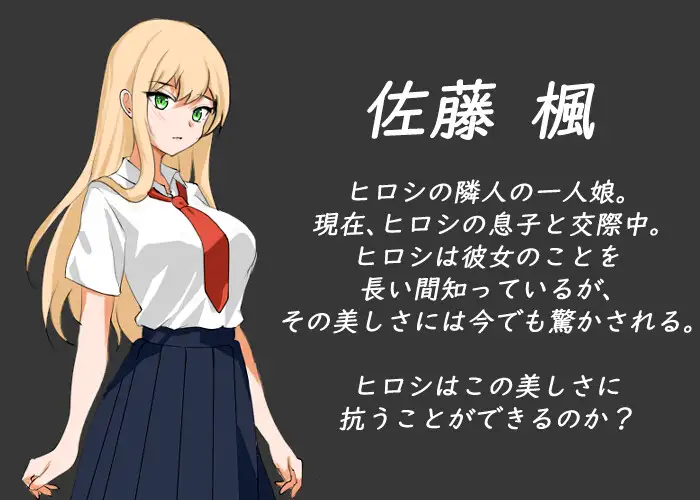 佐藤 楓
ヒロシの隣人の一人娘。
現在、ヒロシの息子と交際中。
ヒロシは彼女のことを
長い間知っているが、
その美しさには今でも驚かされる。
ヒロシはこの美しさに
抗うことができるのか？